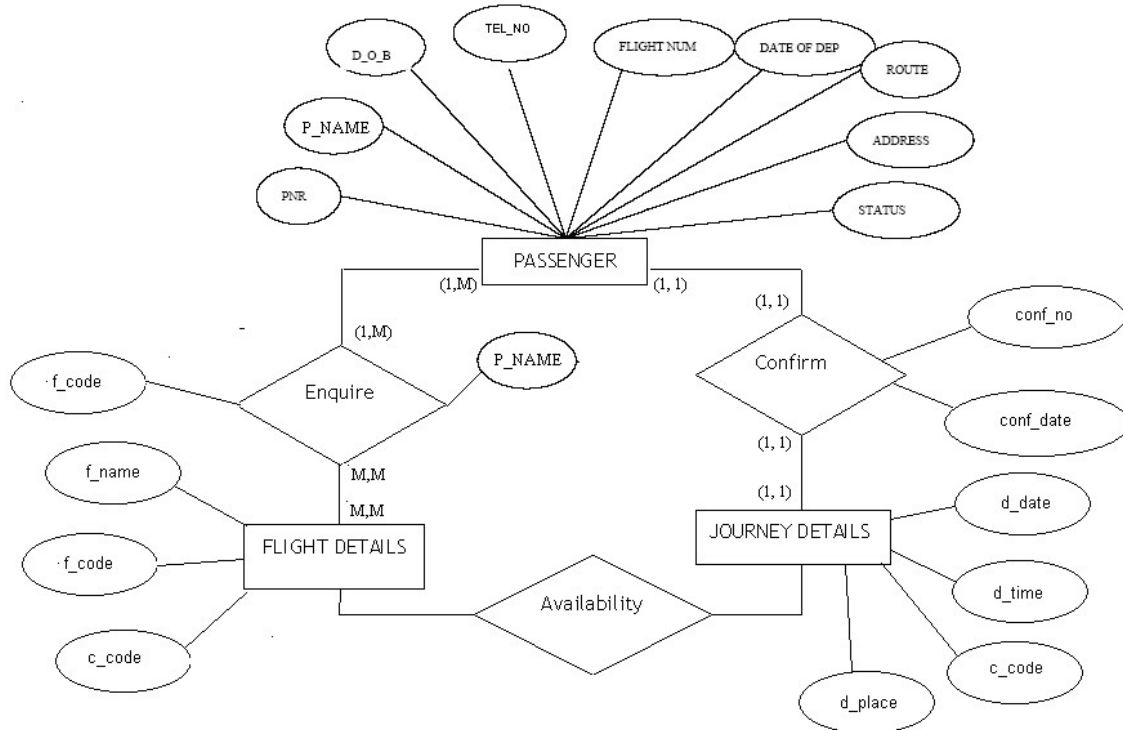 TEL_NO
D_O_B
FLIGHT NUM
DATE OF DEP
ROUTE
P_NAME
ADDRESS
PNR
STATUS
PASSENGER
(1,M)
(1, 1)
(1,M)
(1, 1)
conf_no
P_NAME
Confirm
f_code
Enquire
conf_date
(1, 1)
f_name
M,M
(1, 1)
d_date
M,M
FLIGHT DETAILS
JOURNEY DETAILS
f_code
d_time
Availability
c_code
c_code
d_place